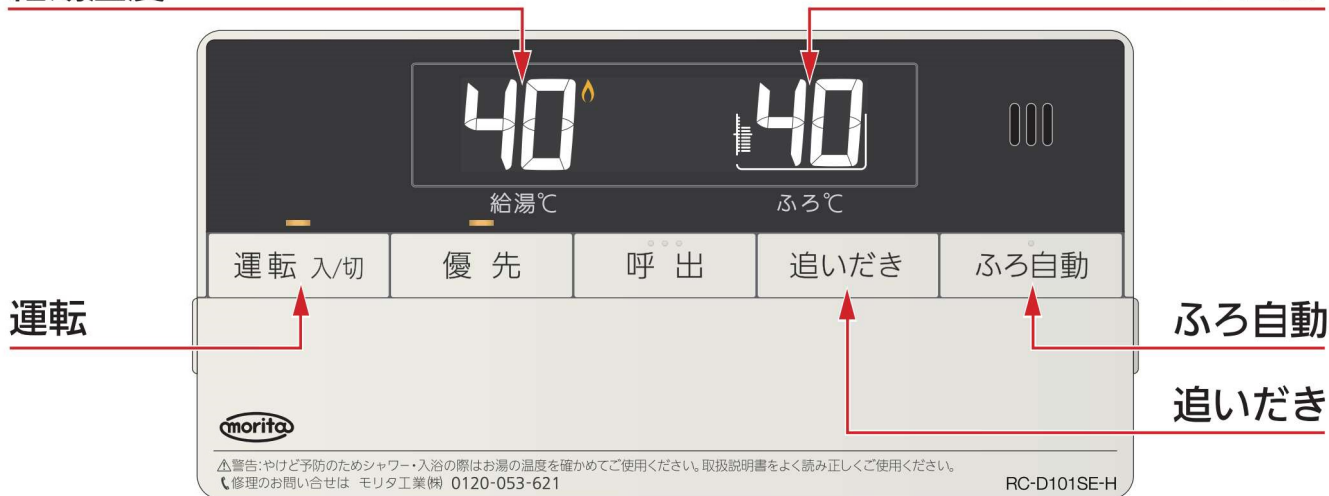 40
40
給湯℃
ふろ℃
運転 入/切
優先
呼出
追いだき
ふろ自動
運転
ふろ自動
追いだき
morita
⚠警告:やけど予防のためシャワー・入浴の際はお湯の温度を確かめてご使用ください。取扱説明書をよく読み正しくご使用ください。
修理のお問い合せは モリタ工業㈱ 0120-053-621
RC-D101SE-H